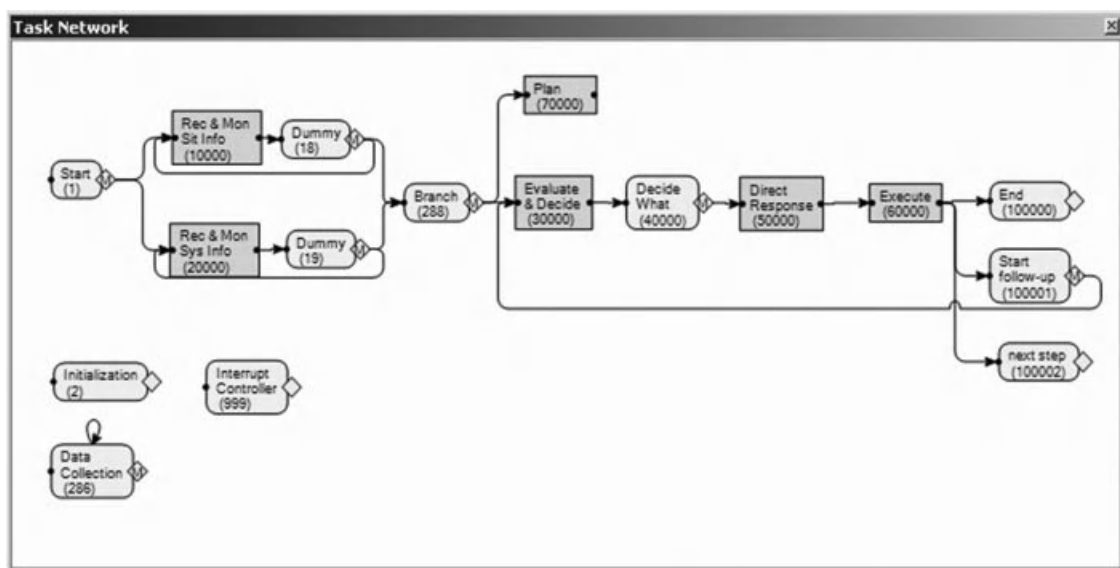 Task Network
Plan
(70000)
Rec & Mon
Sit Info
(10000)
Dummy
(18)
Start
(1)
Branch
(288)
Evaluate
& Decide
(30000)
Decide
What
(40000)
Direct
Response
(50000)
Execute
(60000)
End
(100000)
Rec & Mon
Sys Info
(20000)
Dummy
(19)
Start
follow-up
(100001)
next step
(100002)
Initialization
(2)
Interrupt
Controller
(999)
Data
Collection
(286)
M
M
M
M
M
M
M